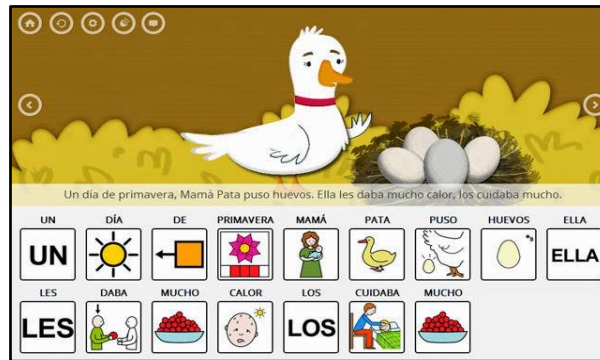 Un día de primavera, Mamá Pata puso huevos. Ella les daba mucho calor, los cuidaba mucho.
UN DÍA DE PRIMAVERA MAMÁ PATA PUSO HUEVOS ELLA
UN +s ELLA
LES DABA MUCHO CALOR LOS CUIDABA MUCHO
LES LOS